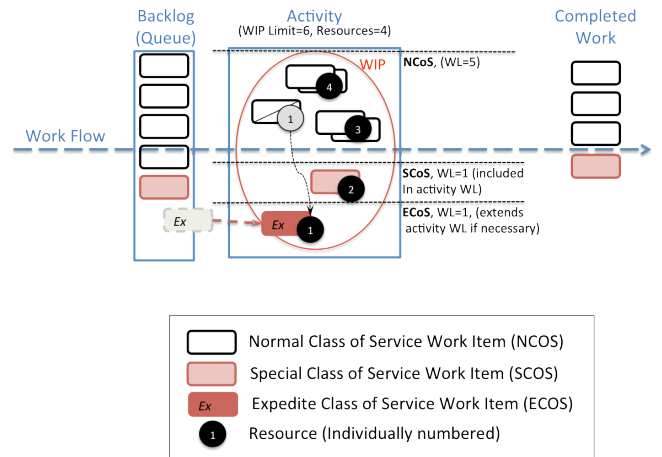 Backlog
(Queue)
Activity
(WIP Limit=6, Resources=4)
Completed
Work
WIP
NCoS, (WL=5)
4
1
3
Work Flow
SCoS, WL=1 (included
In activity WL)
2
ECoS, WL=1, (extends
activity WL if necessary)
Ex
Ex
1
Normal Class of Service Work Item (NCOS)
Special Class of Service Work Item (SCOS)
Ex
Expedite Class of Service Work Item (ECOS)
1
Resource (Individually numbered)